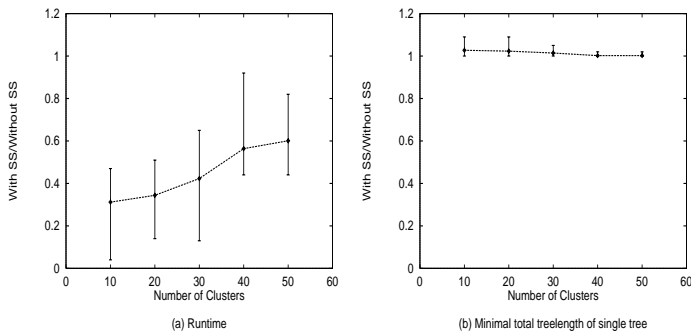 1.2
1
0.8
0.6
0.4
0.2
0
0 10 20 30 40 50 60
With SS/Without SS
Number of Clusters
(a) Runtime
1.2
1
0.8
0.6
0.4
0.2
0
0 10 20 30 40 50 60
With SS/Without SS
Number of Clusters
(b) Minimal total treelength of single tree